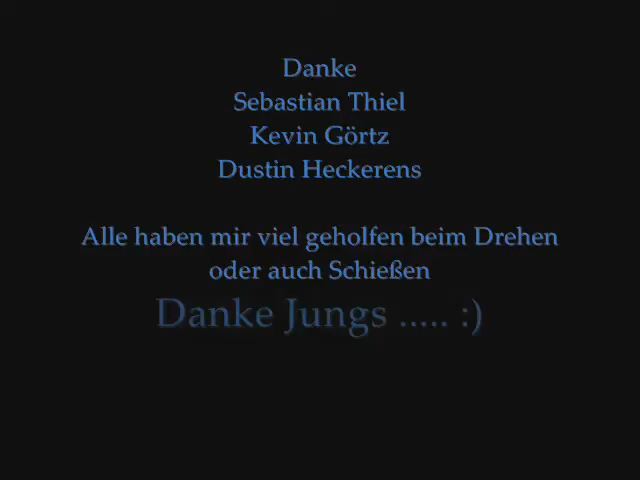 Danke
Sebastian Thiel
Kevin Görtz
Dustin Heckerens
Alle haben mir viel geholfen beim Drehen
oder auch Schießen
Danke Jungs ..... :)